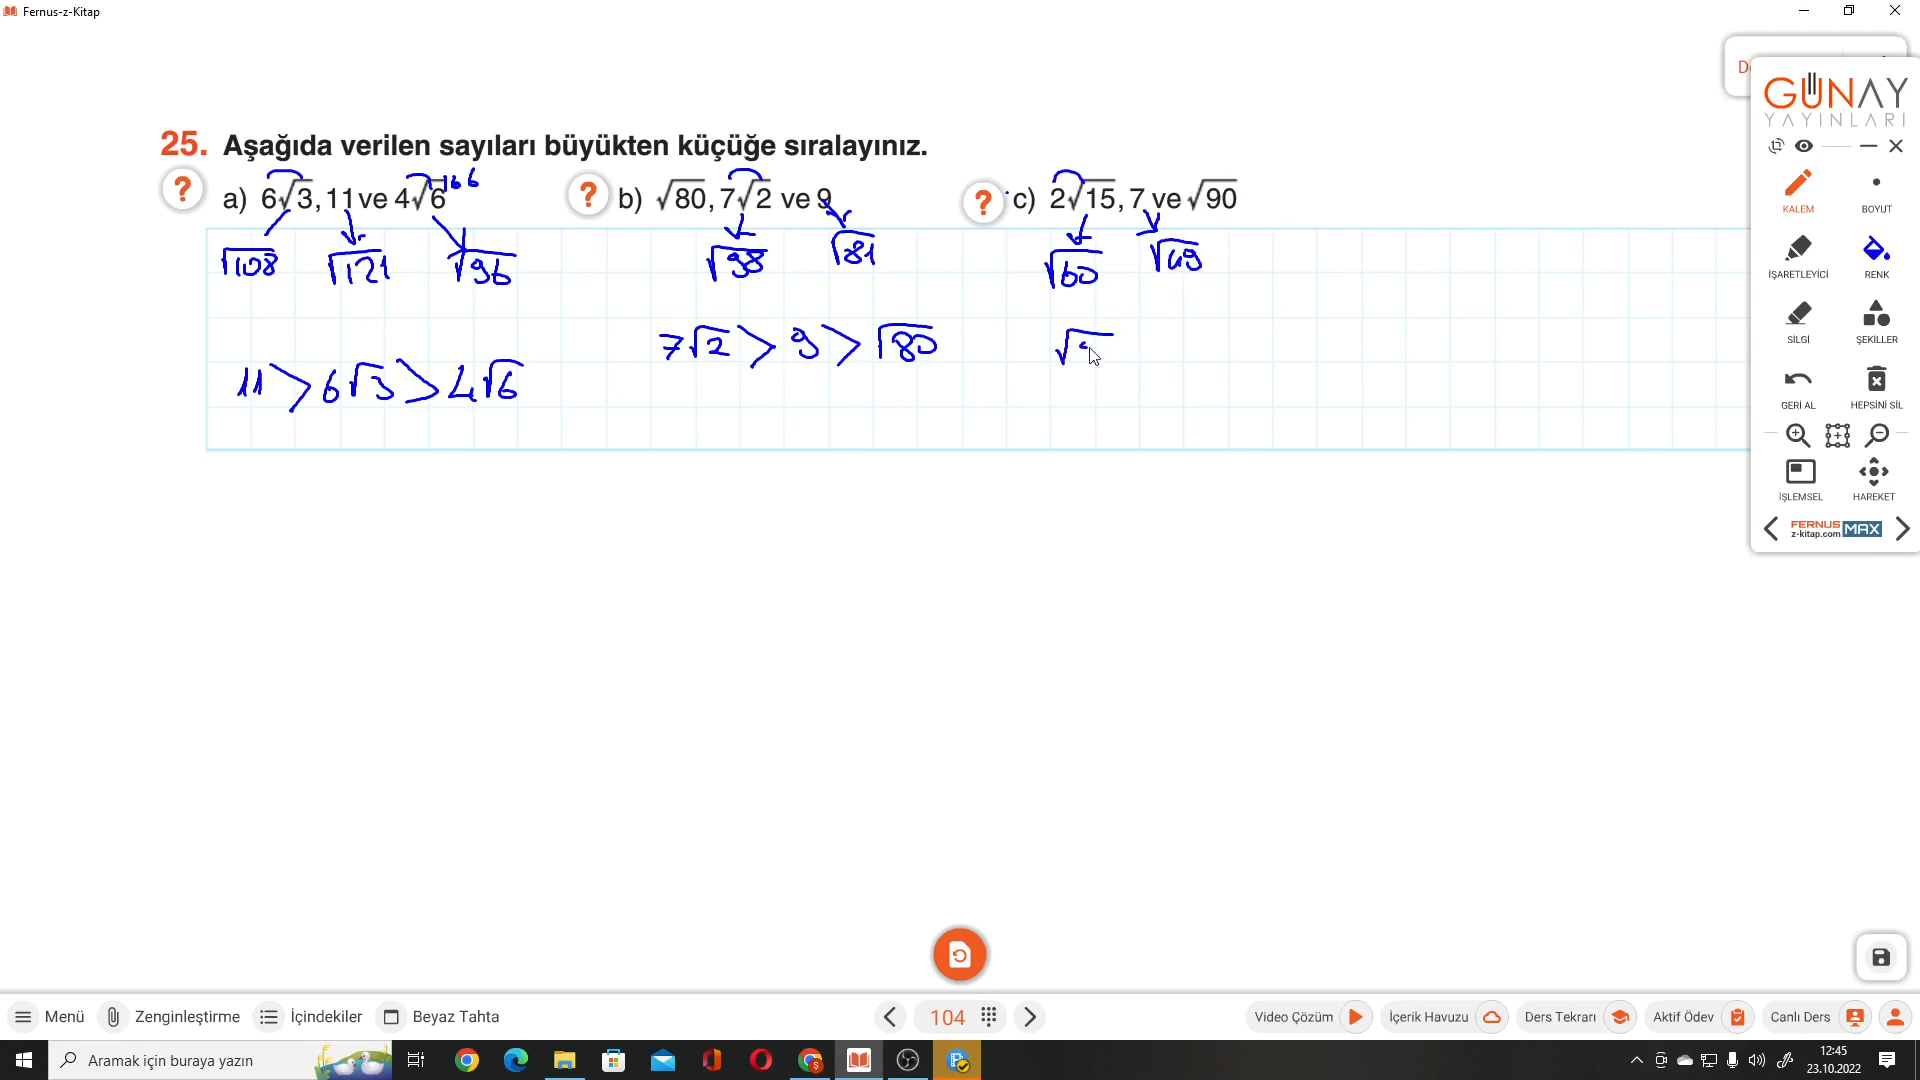 Fernus-z-Kitap
GÜNAY
YAYINLARI
25. Aşağıda verilen sayıları büyükten küçüğe sıralayınız.
? a) 6√3, 11 ve 4√6 ? b) √80, 7√2 ve 9 ? c) 2√15, 7 ve √90
16 6
√108 √121 √96 √98 √81 √60 √49
7√2 > 9 > √80
11 > 6√3 > 4√6
KALEM BOYUT
İŞARETLEYİCİ RENK
SİLGİ ŞEKİLLER
GERİ AL HEPSİNİ SİL
İŞLEMSEL HAREKET
FERNUS MAX
z-kitap.com
Menü Zenginleştirme İçindekiler Beyaz Tahta 104 Video Çözüm İçerik Havuzu Ders Tekrarı Aktif Ödev Canlı Ders
Aramak için buraya yazın
12:45
23.10.2022